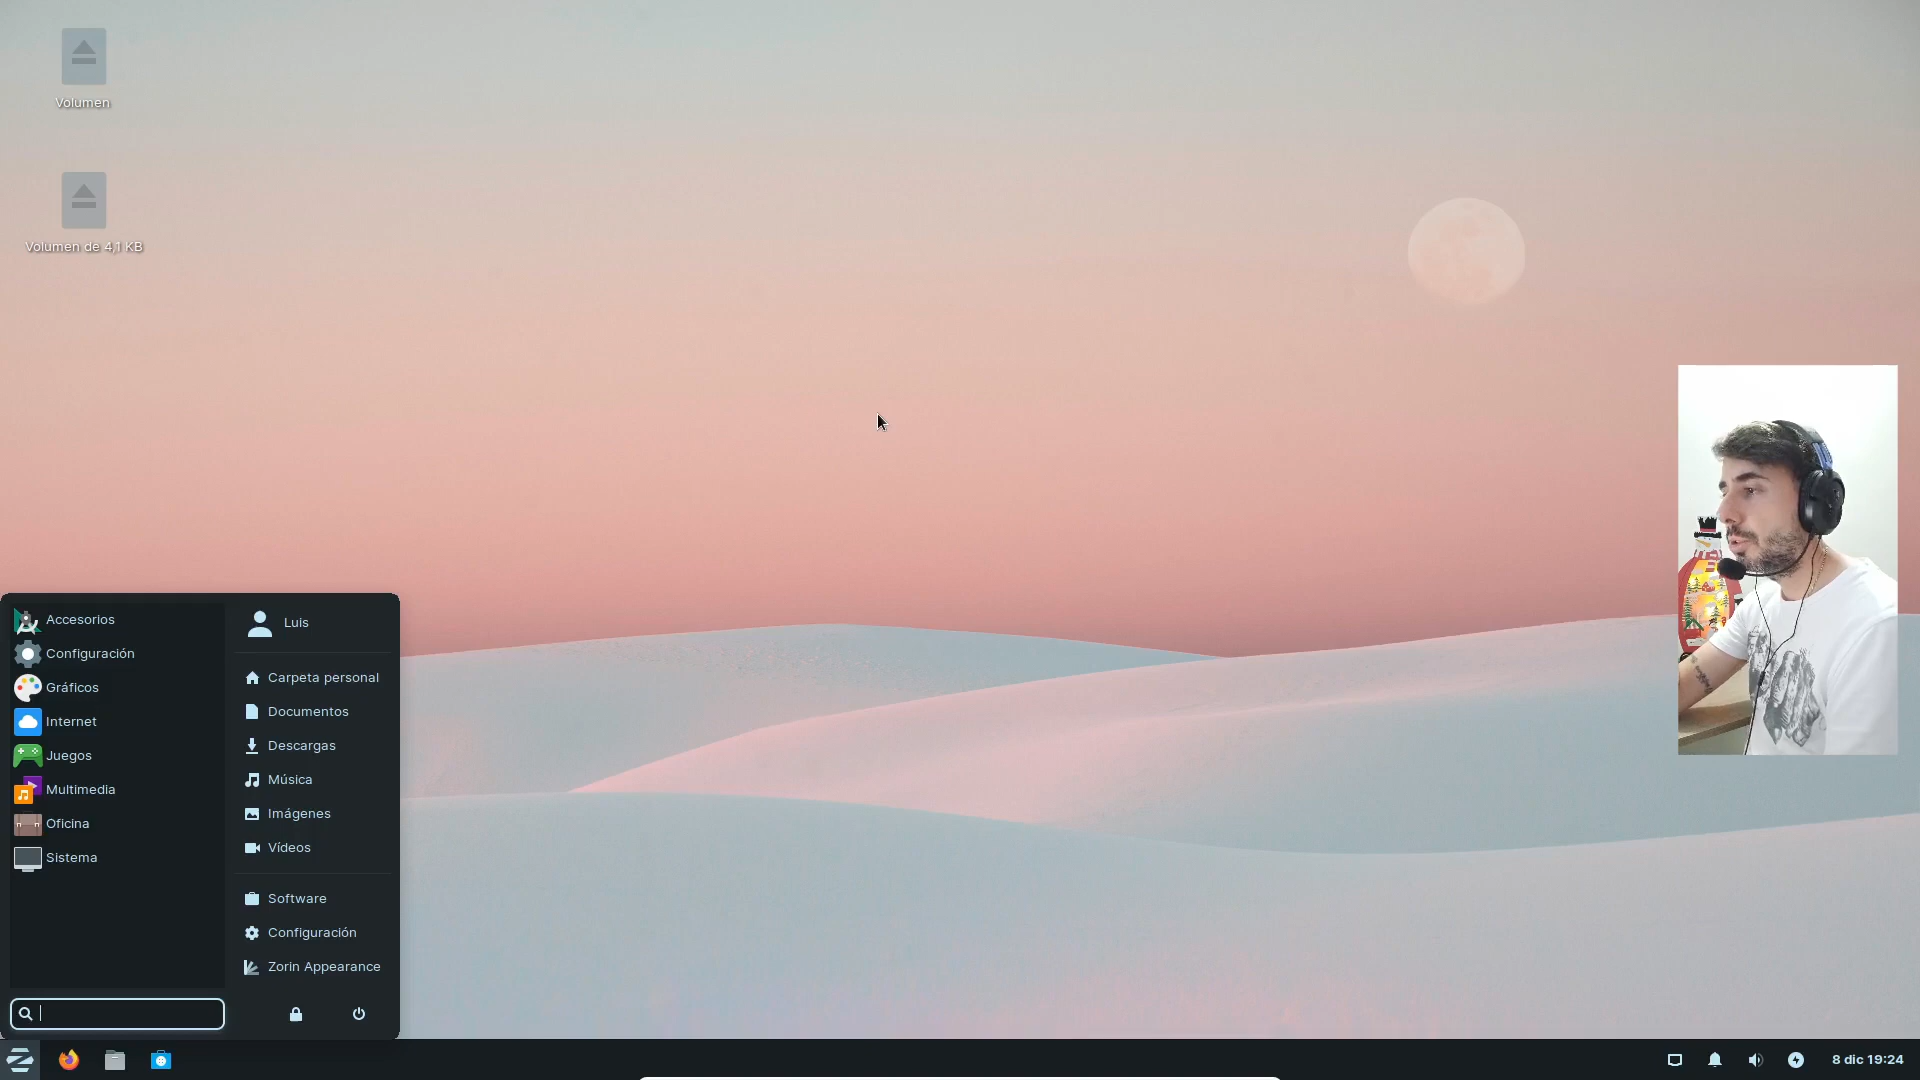 Volumen
Volumen de 4,1 KB
Accesorios
Configuración
Gráficos
Internet
Juegos
Multimedia
Oficina
Sistema
Luis
Carpeta personal
Documentos
Descargas
Música
Imágenes
Vídeos
Software
Configuración
Zorin Appearance
8 dic 19:24